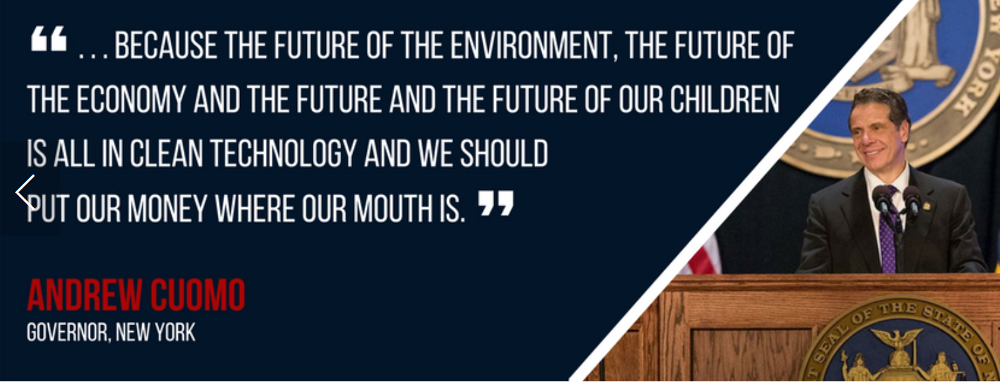 “ ... BECAUSE THE FUTURE OF THE ENVIRONMENT, THE FUTURE OF
THE ECONOMY AND THE FUTURE AND THE FUTURE OF OUR CHILDREN
IS ALL IN CLEAN TECHNOLOGY AND WE SHOULD
PUT OUR MONEY WHERE OUR MOUTH IS. ”
ANDREW CUOMO
GOVERNOR, NEW YORK
YORK
SEAL OF THE STATE OF